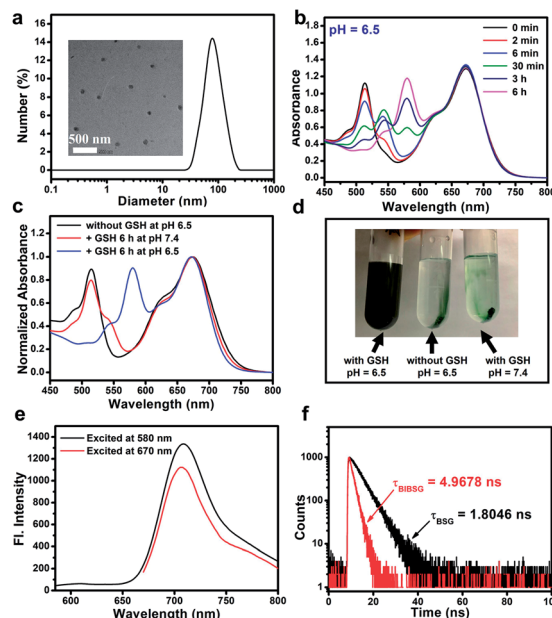 a
Number (%)
14
12
10
8
6
4
2
0
500 nm
0.1 1 10 100 1000
Diameter (nm)
b
pH = 6.5
0 min
2 min
6 min
30 min
3 h
6 h
Absorbance
1.8
1.6
1.4
1.2
1.0
0.8
0.6
0.4
0.2
0.0
450 500 550 600 650 700 750 800
Wavelength (nm)
c
without GSH at pH 6.5
+ GSH 6 h at pH 7.4
+ GSH 6 h at pH 6.5
Normalized Absorbance
1.2
1.0
0.8
0.6
0.4
0.2
0.0
450 500 550 600 650 700 750 800
Wavelength (nm)
d
with GSH
pH = 6.5
without GSH
pH = 6.5
with GSH
pH = 7.4
e
Excited at 580 nm
Excited at 670 nm
Fl. Intensity
1400
1200
1000
800
600
400
200
0
600 650 700 750 800
Wavelength (nm)
f
τBIBSG = 4.9678 ns
τBSG = 1.8046 ns
Counts
1000
100
10
1
0 20 40 60 80 100
Time (ns)